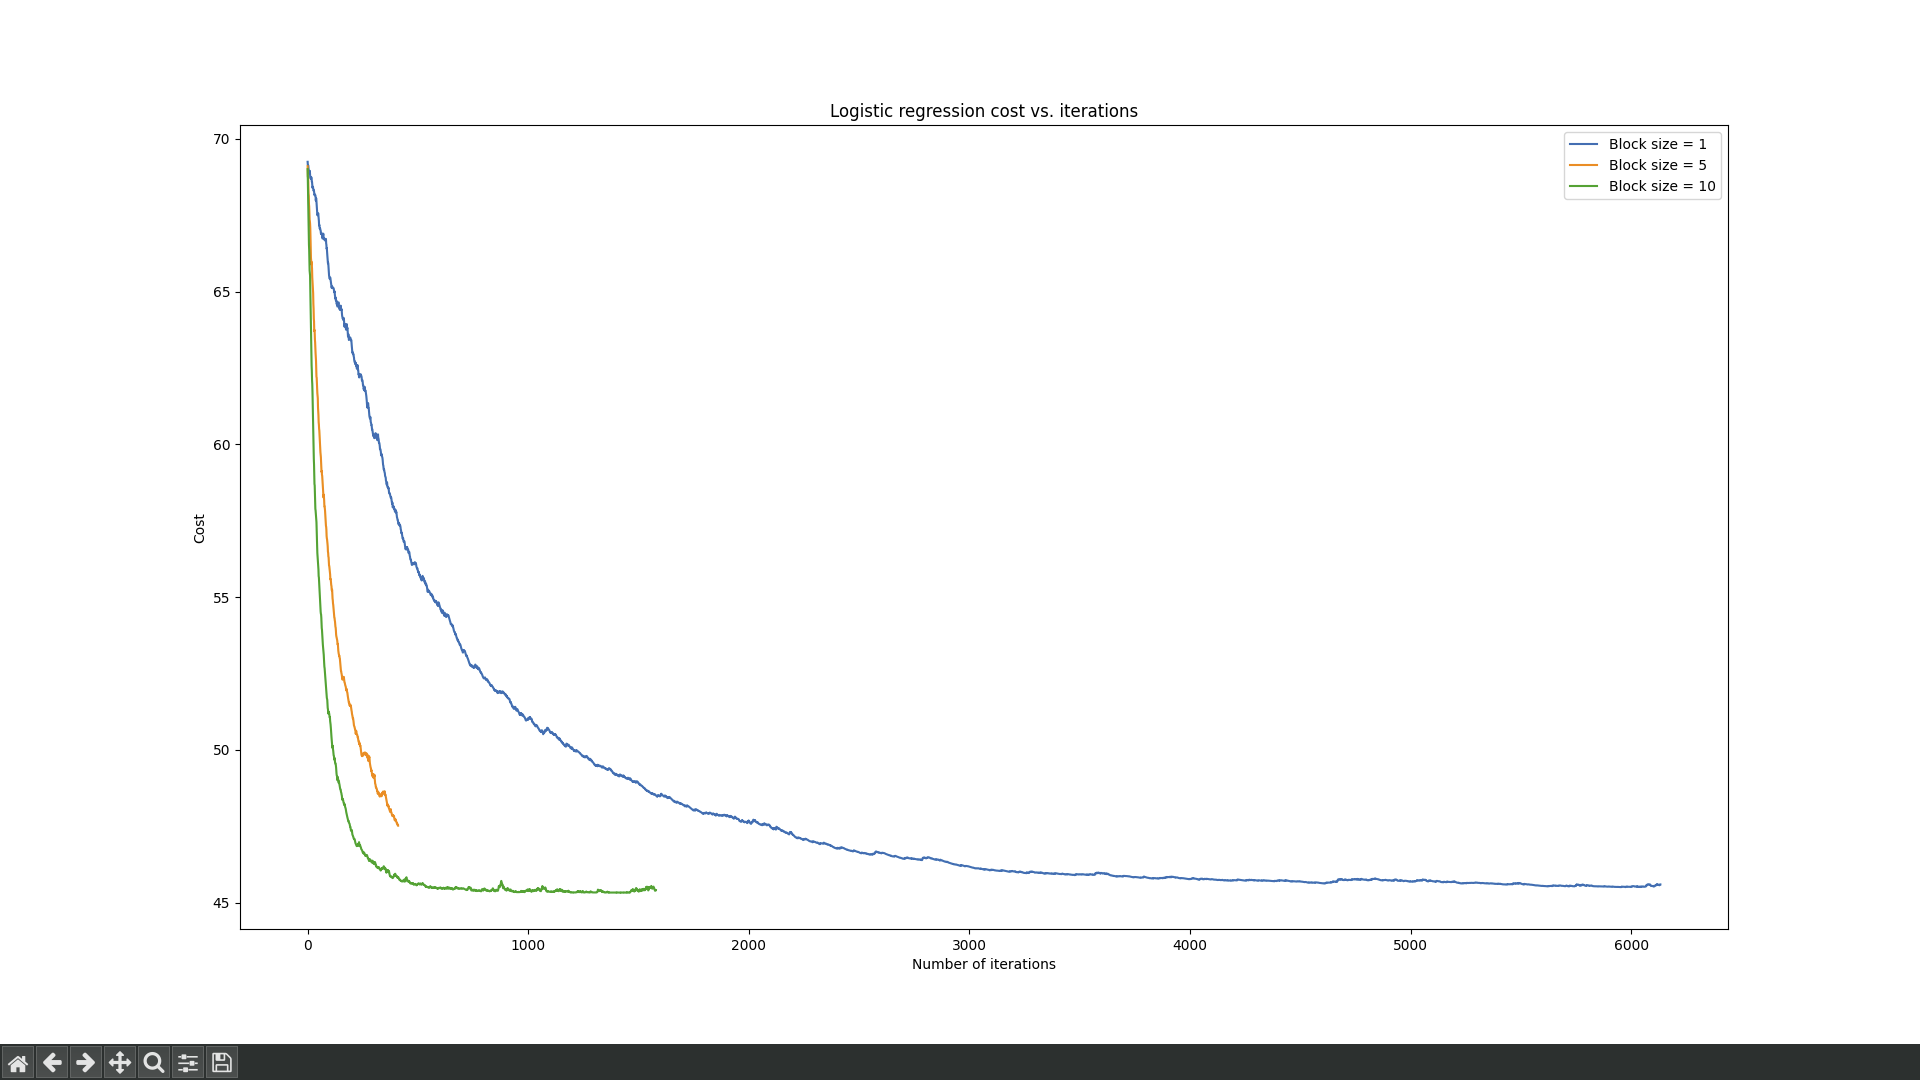 Logistic regression cost vs. iterations
Block size = 1
Block size = 5
Block size = 10
70
65
60
55
50
45
Cost
0 1000 2000 3000 4000 5000 6000
Number of iterations